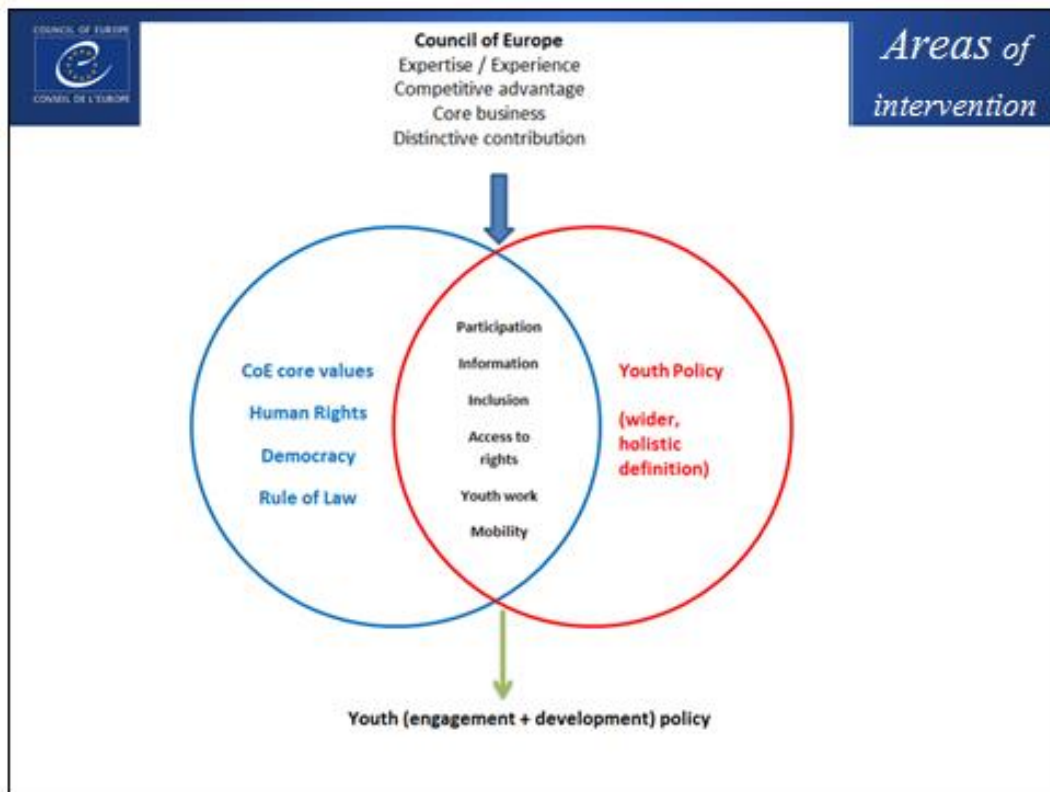 COUNCIL OF EUROPE
CONSEIL DE L'EUROPE
Council of Europe
Expertise / Experience
Competitive advantage
Core business
Distinctive contribution
Areas of
intervention
CoE core values
Human Rights
Democracy
Rule of Law
Participation
Information
Inclusion
Access to
rights
Youth work
Mobility
Youth Policy
(wider,
holistic
definition)
Youth (engagement + development) policy